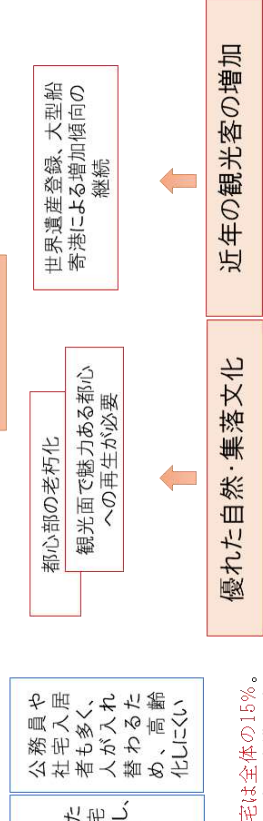 世界遺産登録、大型船
寄港による増加傾向の
継続
近年の観光客の増加
都心部の老朽化
観光面で魅力ある都心
への再生が必要
優れた自然・集落文化
公務員や
社宅入居
者も多く、
人が入れ
替わるた
め、高齢
化しにくい
た
宅
し、
宅は全体の15%。